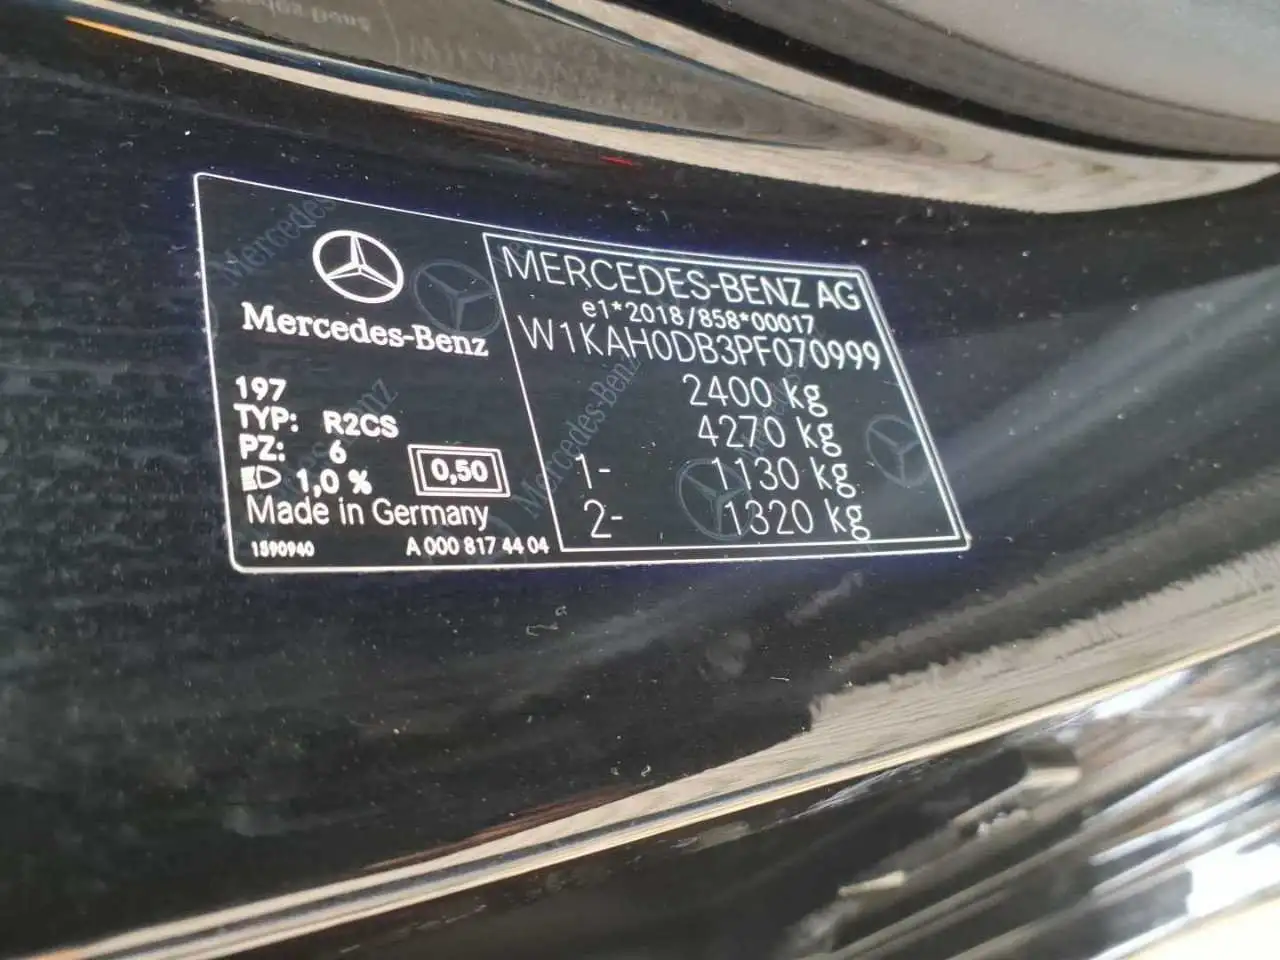 Mercedes-Benz
197
TYP: R2CS
PZ: 6
1,0 %
0,50
Made in Germany
1590940
A 000 817 44 04
MERCEDES-BENZ AG
e1*2018/858*00017
W1KAH0DB3PF070999
2400 kg
4270 kg
1- 1130 kg
2- 1320 kg